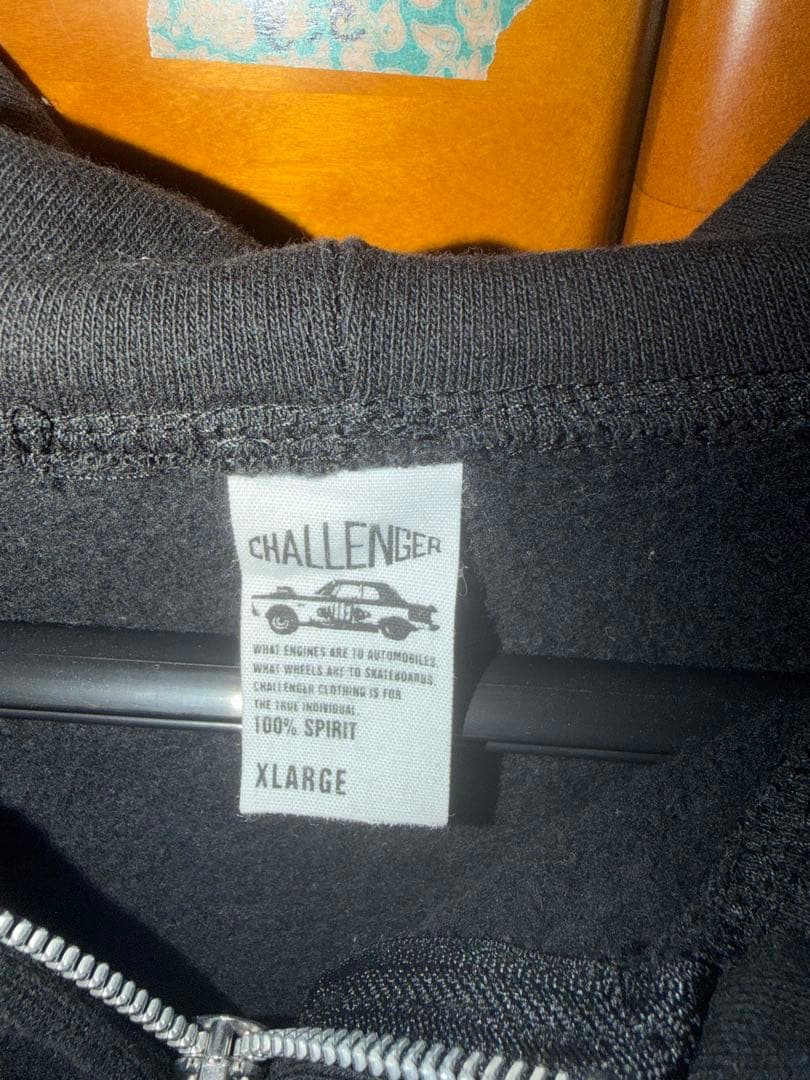 CHALLENGER
WHAT ENGINES ARE TO AUTOMOBILES.
WHAT WHEELS ARE TO SKATEBOARDS.
CHALLENGER CLOTHING IS FOR
THE TRUE INDIVIDUAL
100% SPIRIT
XLARGE